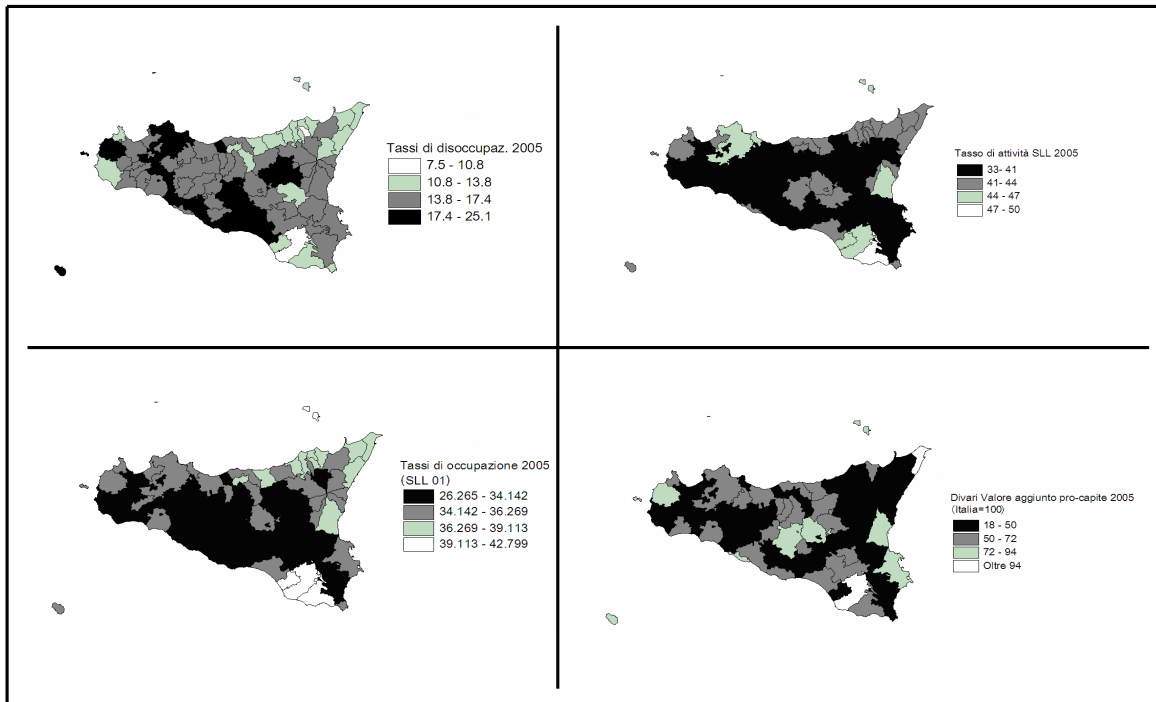 Tassi di disoccupaz. 2005
7.5 - 10.8
10.8 - 13.8
13.8 - 17.4
17.4 - 25.1
Tasso di attività SLL 2005
33- 41
41- 44
44 - 47
47 - 50
Tassi di occupazione 2005
(SLL 01)
26.265 - 34.142
34.142 - 36.269
36.269 - 39.113
39.113 - 42.799
Divari Valore aggiunto pro-capite 2005
(Italia=100)
18 - 50
50 - 72
72 - 94
Oltre 94